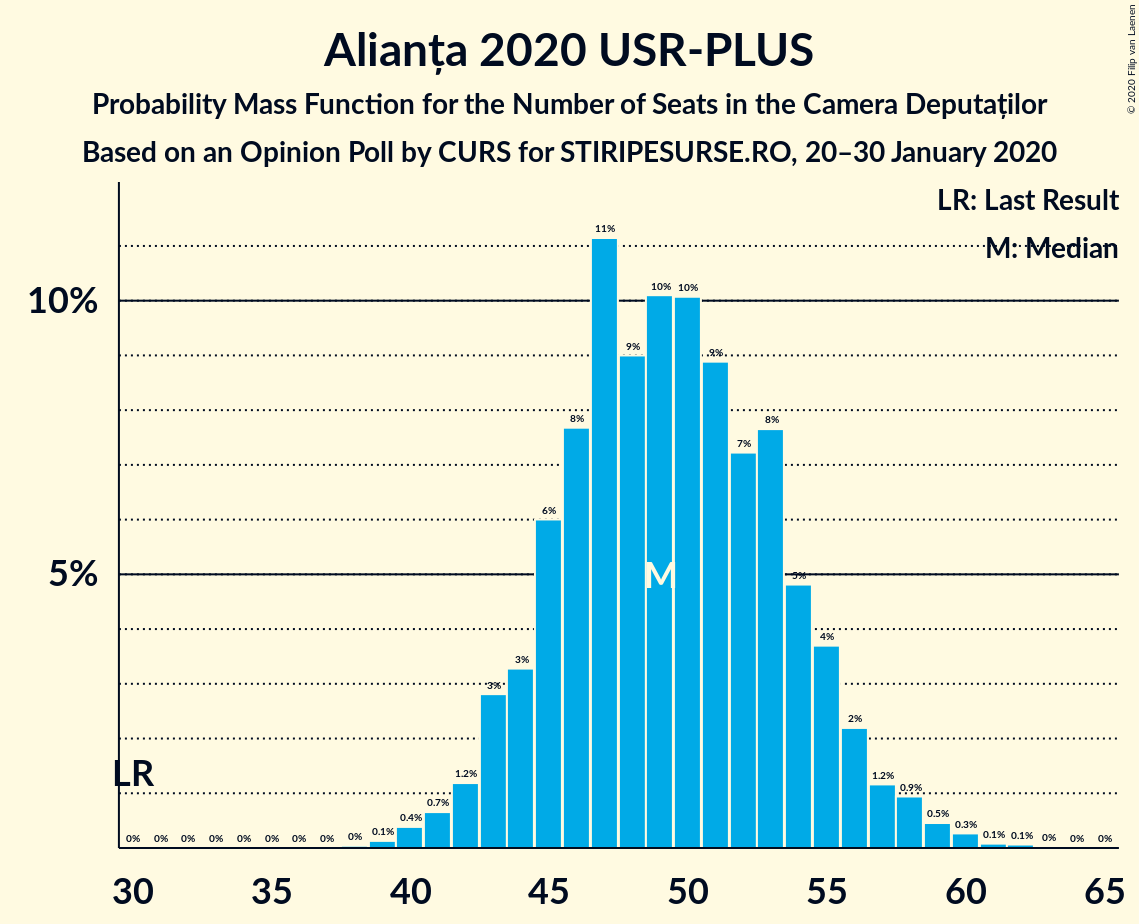 Alianța 2020 USR-PLUS
Probability Mass Function for the Number of Seats in the Camera Deputaților
Based on an Opinion Poll by CURS for STIRIPESURSE.RO, 20–30 January 2020
© 2020 Filip van Laenen
LR: Last Result
M: Median
10%
5%
LR
M
0% 0% 0% 0% 0% 0% 0% 0% 0% 0.1% 0.4% 0.7% 1.2% 3% 3% 6% 8% 11% 9% 10% 10% 9% 7% 8% 5% 4% 2% 1.2% 0.9% 0.5% 0.3% 0.1% 0.1% 0% 0% 0%
30 35 40 45 50 55 60 65